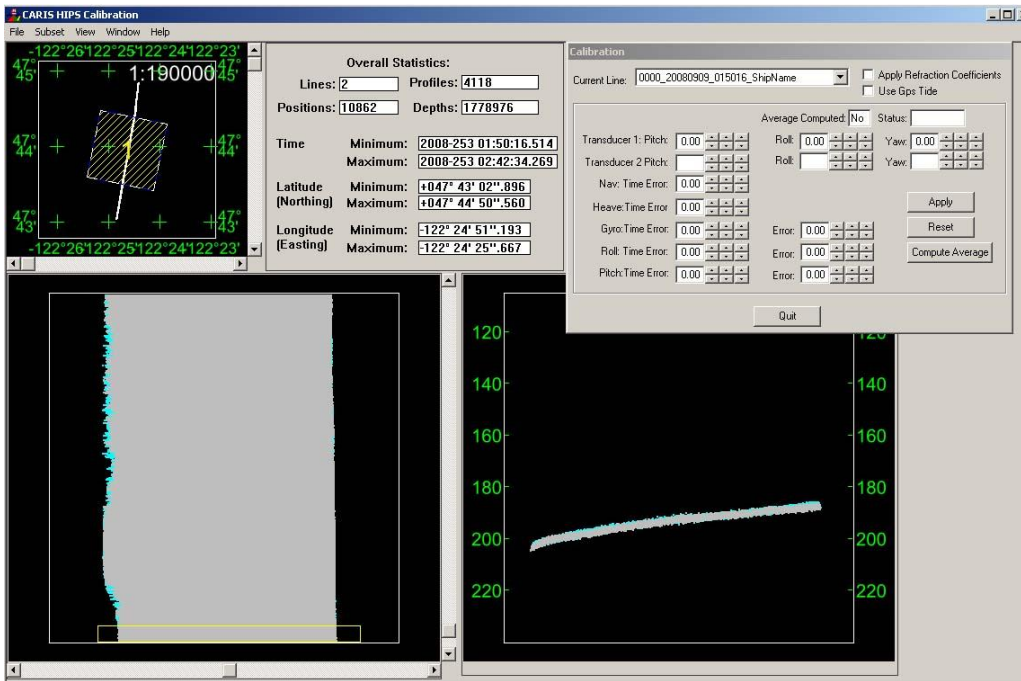 CARIS HIPS Calibration
File Subset View Window Help
-122°26'122°25'122°24'122°23'
47° 45' 1:190000 47° 45'
47° 44' 1 47° 44'
47° 43' 47° 43'
-122°26'122°25'122°24'122°23'
Overall Statistics:
Lines: 2 Profiles: 4118
Positions: 10862 Depths: 1778976
Time Minimum: 2008-253 01:50:16.514
Maximum: 2008-253 02:42:34.269
Latitude Minimum: +047° 43' 02".896
(Northing) Maximum: +047° 44' 50".560
Longitude Minimum: -122° 24' 51".193
(Easting) Maximum: -122° 24' 25".667
Calibration
Current Line: 0000_20080909_015016_ShipName Apply Refraction Coefficients
Use Gps Tide
Average Computed: No Status:
Transducer 1: Pitch: 0.00 Roll: 0.00 Yaw: 0.00
Transducer 2 Pitch: Roll: Yaw:
Nav: Time Error: 0.00
Heave:Time Error 0.00 Apply
Gyro:Time Error: 0.00 Error: 0.00 Reset
Roll: Time Error: 0.00 Error: 0.00 Compute Average
Pitch:Time Error: 0.00 Error: 0.00
Quit
120 120
140 140
160 160
180 180
200 200
220 220